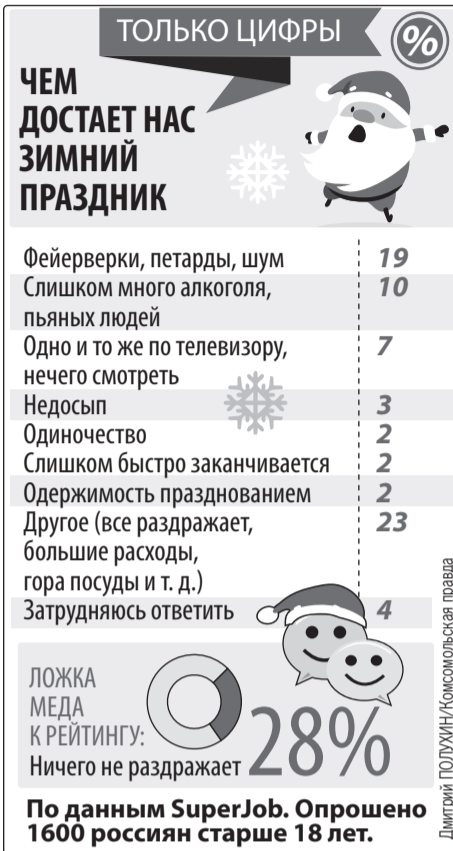 ТОЛЬКО ЦИФРЫ %
ЧЕМ
ДОСТАЕТ НАС
ЗИМНИЙ
ПРАЗДНИК
Фейерверки, петарды, шум 19
Слишком много алкоголя, 10
пьяных людей
Одно и то же по телевизору, 7
нечего смотреть
Недосып 3
Одиночество 2
Слишком быстро заканчивается 2
Одержимость празднованием 2
Другое (все раздражает, 23
большие расходы,
гора посуды и т. д.)
Затрудняюсь ответить 4
ЛОЖКА
МЕДА
К РЕЙТИНГУ:
Ничего не раздражает 28%
По данным SuperJob. Опрошено
1600 россиян старше 18 лет.
Дмитрий ПОЛУХИН/Комсомольская правда